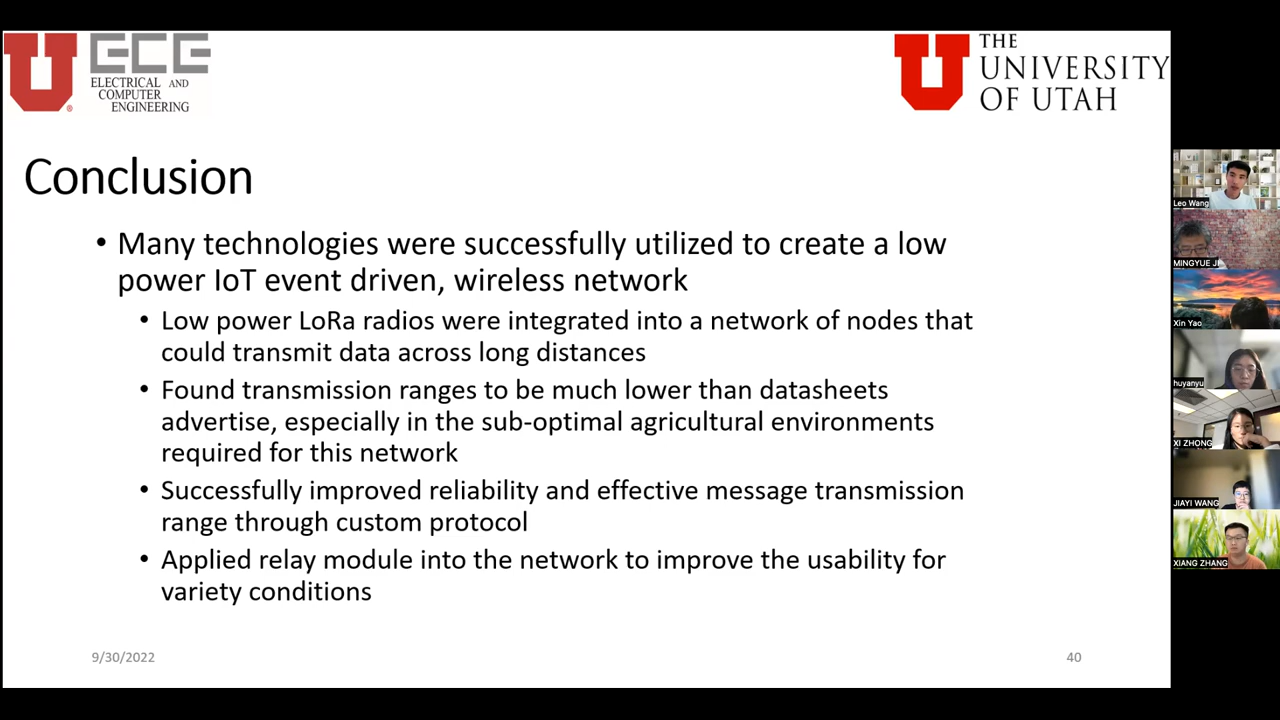 ECE
ELECTRICAL AND
COMPUTER
ENGINEERING
THE
UNIVERSITY
OF UTAH
Conclusion
• Many technologies were successfully utilized to create a low
power IoT event driven, wireless network
• Low power LoRa radios were integrated into a network of nodes that
could transmit data across long distances
• Found transmission ranges to be much lower than datasheets
advertise, especially in the sub-optimal agricultural environments
required for this network
• Successfully improved reliability and effective message transmission
range through custom protocol
• Applied relay module into the network to improve the usability for
variety conditions
9/30/2022
40
Leo Wang
MINGYUE JI
Xin Yao
huyanyu
XI ZHONG
JIAYI WANG
XIANG ZHANG